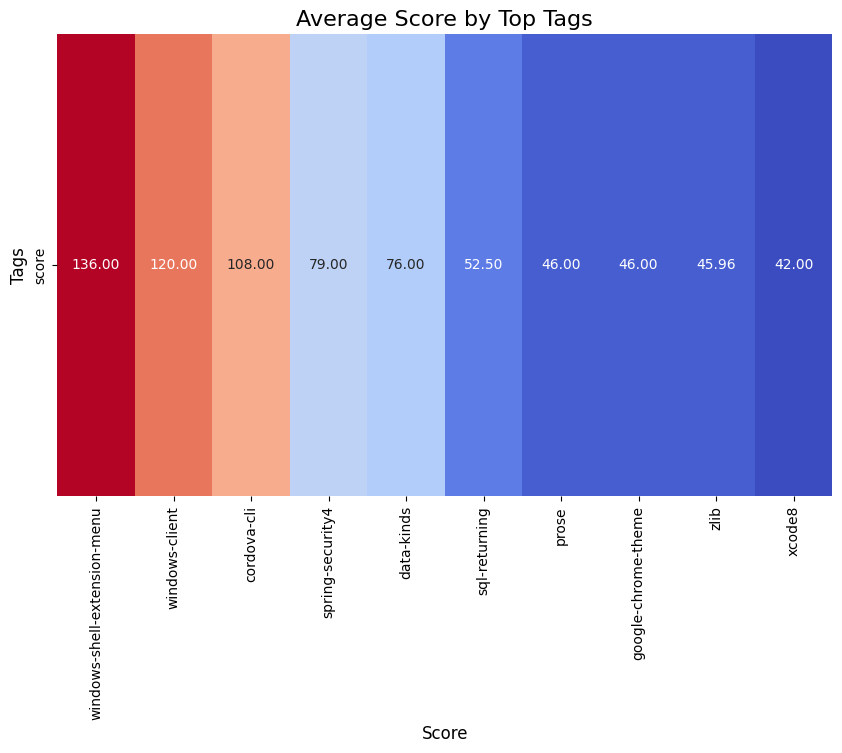 Average Score by Top Tags
Tags
score
136.00 120.00 108.00 79.00 76.00 52.50 46.00 46.00 45.96 42.00
windows-shell-extension-menu
windows-client
cordova-cli
spring-security4
data-kinds
sql-returning
prose
google-chrome-theme
zlib
xcode8
Score